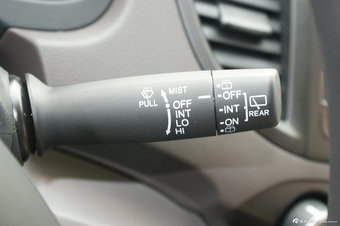 MIST
PULL
OFF
INT
LO
HI
OFF
INT
ON
REAR